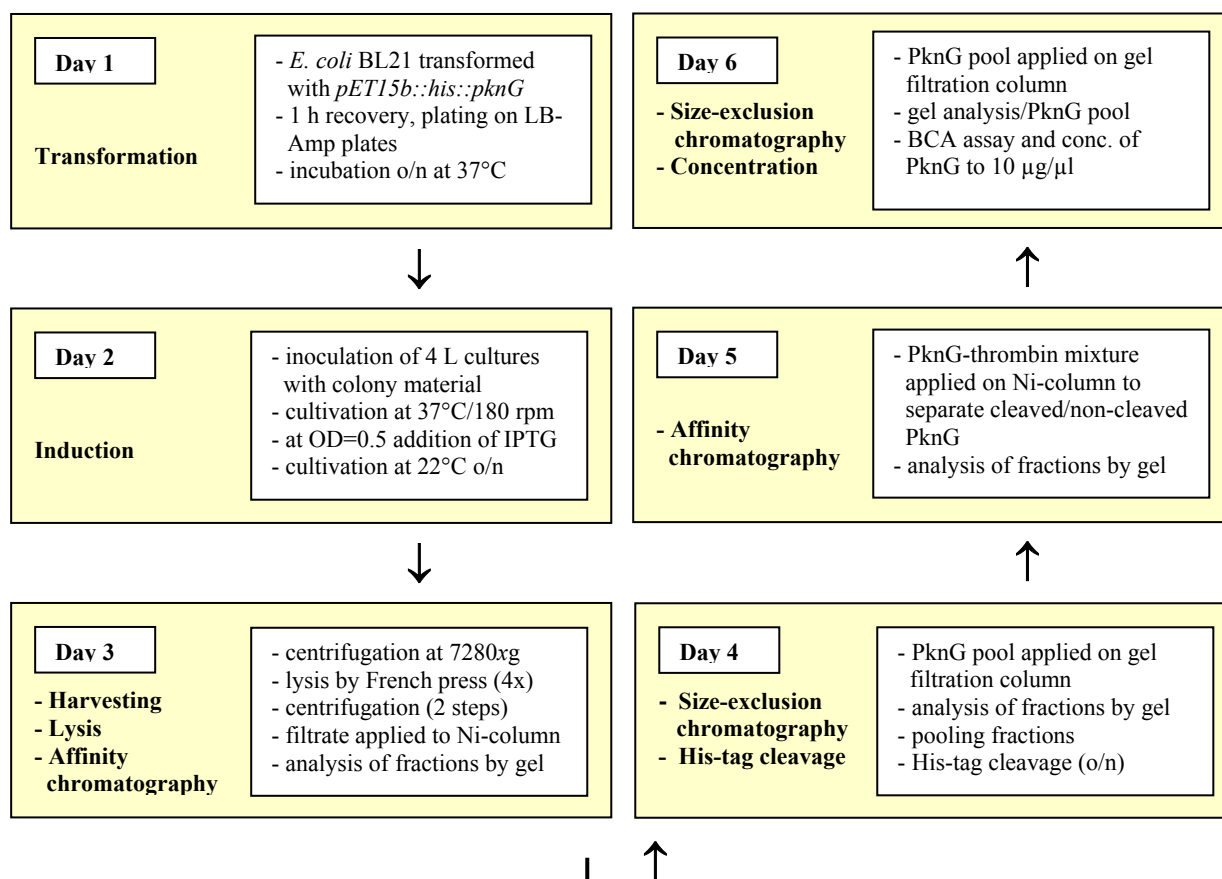 Day 1
Transformation
- E. coli BL21 transformed
with pET15b::his::pknG
- 1 h recovery, plating on LB-
Amp plates
- incubation o/n at 37°C
Day 2
Induction
- inoculation of 4 L cultures
with colony material
- cultivation at 37°C/180 rpm
- at OD=0.5 addition of IPTG
- cultivation at 22°C o/n
Day 3
- Harvesting
- Lysis
- Affinity
chromatography
- centrifugation at 7280xg
- lysis by French press (4x)
- centrifugation (2 steps)
- filtrate applied to Ni-column
- analysis of fractions by gel
Day 4
- Size-exclusion
chromatography
- His-tag cleavage
- PknG pool applied on gel
filtration column
- analysis of fractions by gel
- pooling fractions
- His-tag cleavage (o/n)
Day 5
- Affinity
chromatography
- PknG-thrombin mixture
applied on Ni-column to
separate cleaved/non-cleaved
PknG
- analysis of fractions by gel
Day 6
- Size-exclusion
chromatography
- Concentration
- PknG pool applied on gel
filtration column
- gel analysis/PknG pool
- BCA assay and conc. of
PknG to 10 µg/µl